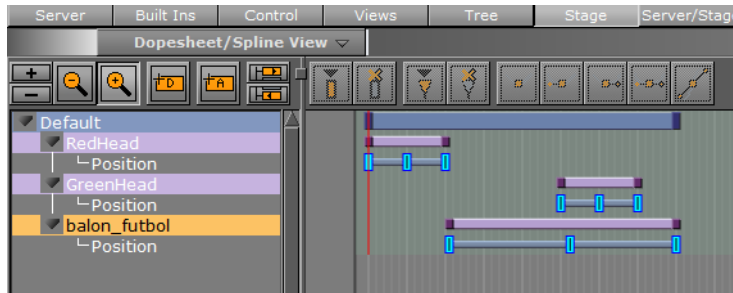 Server Built Ins Control Views Tree Stage Server/Stag
Dopesheet/Spline View
D A
Default
RedHead
Position
GreenHead
Position
balon_futbol
Position